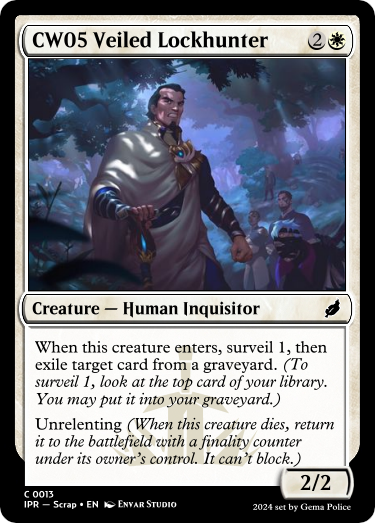 CW05 Veiled Lockhunter 2
Creature — Human Inquisitor
When this creature enters, surveil 1, then
exile target card from a graveyard. (To
surveil 1, look at the top card of your library.
You may put it into your graveyard.)
Unrelenting (When this creature dies, return
it to the battlefield with a finality counter
under its owner's control. It can't block.)
2/2
C 0013
IPR — Scrap • EN Envar Studio
2024 set by Gema Police